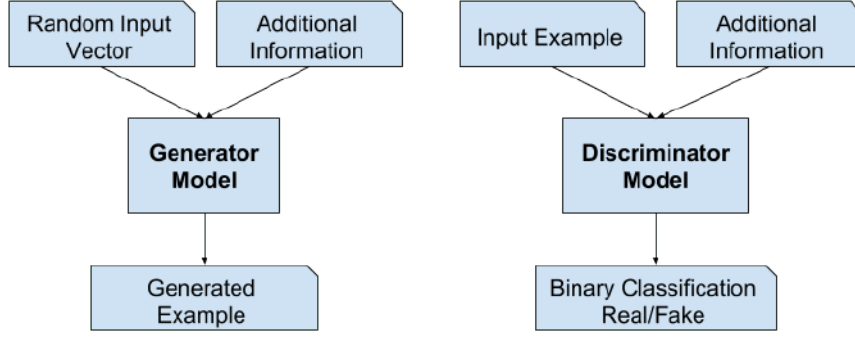 Random Input
Vector
Additional
Information
Input Example
Additional
Information
Generator
Model
Discriminator
Model
Generated
Example
Binary Classification
Real/Fake